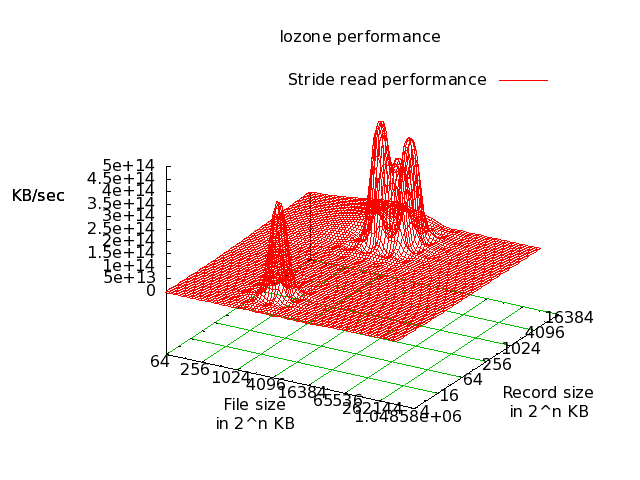 Iozone performance
Stride read performance
KB/sec
5e+14
4.5e+14
4e+14
3.5e+14
3e+14
2.5e+14
2e+14
1.5e+14
1e+14
5e+13
0
64
256
1024
4096
16384
65536
262144
1.04858e+06
File size
in 2^n KB
4
16
64
256
1024
4096
16384
Record size
in 2^n KB